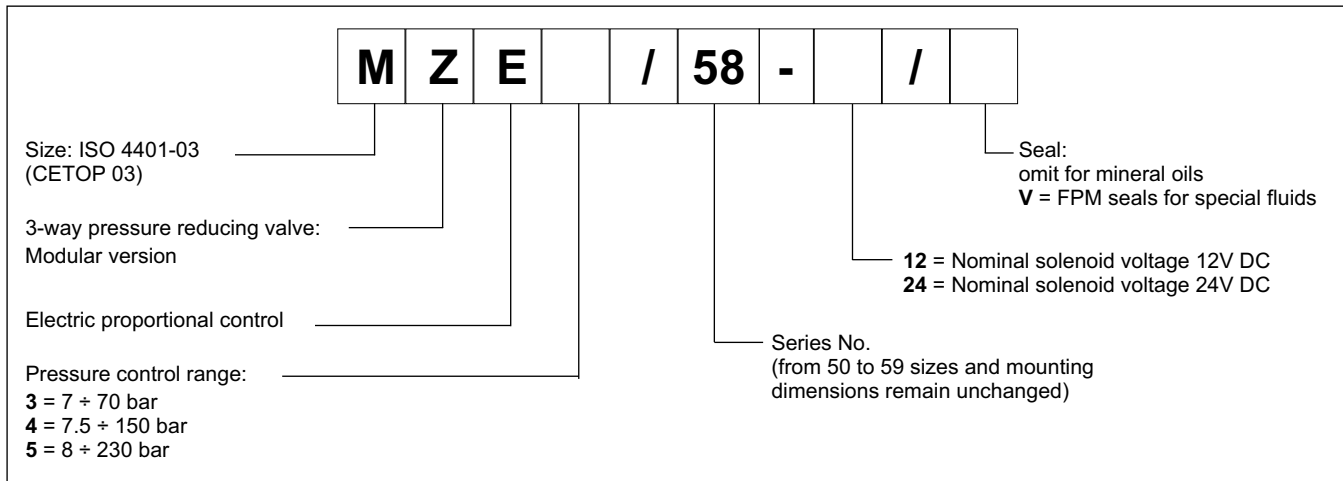 M Z E / 58 - /
Size: ISO 4401-03
(CETOP 03)
3-way pressure reducing valve:
Modular version
Electric proportional control
Pressure control range:
3 = 7 ÷ 70 bar
4 = 7.5 ÷ 150 bar
5 = 8 ÷ 230 bar
Seal:
omit for mineral oils
V = FPM seals for special fluids
12 = Nominal solenoid voltage 12V DC
24 = Nominal solenoid voltage 24V DC
Series No.
(from 50 to 59 sizes and mounting
dimensions remain unchanged)